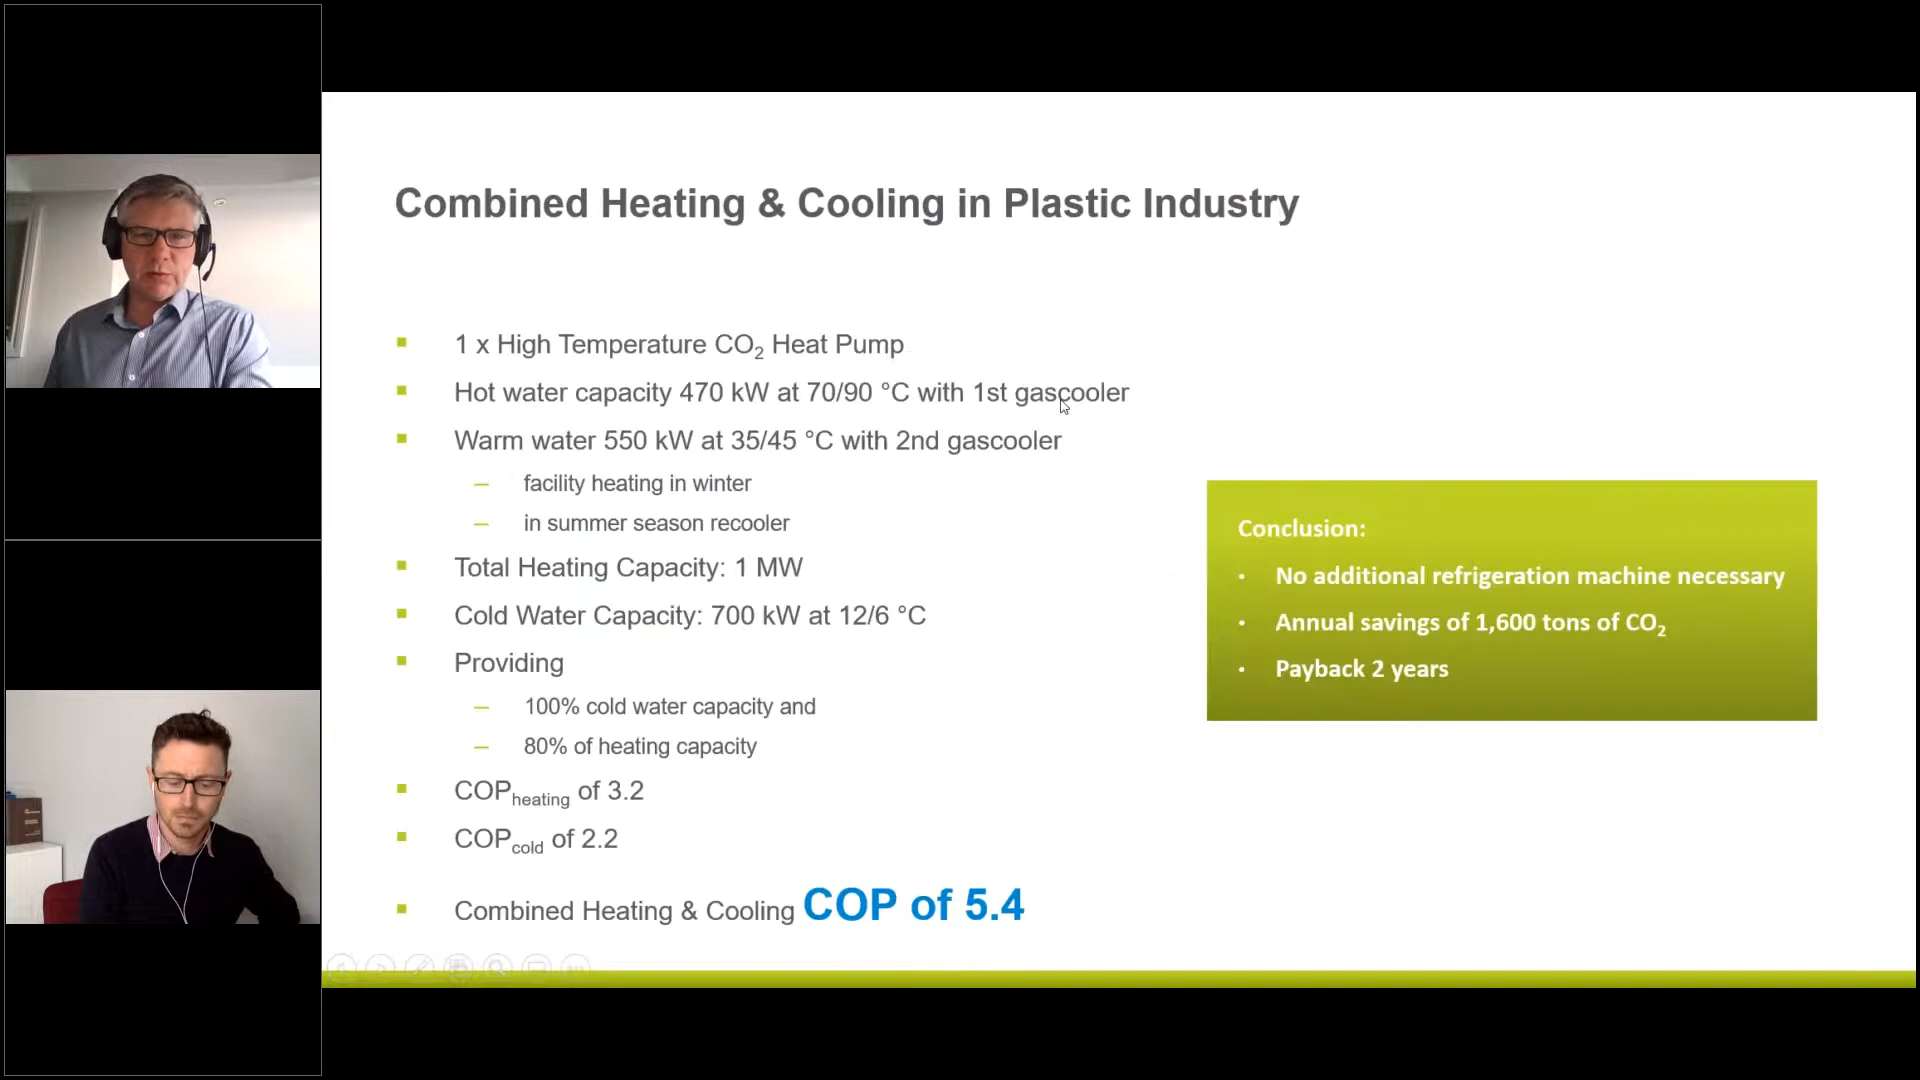 Combined Heating & Cooling in Plastic Industry
1 x High Temperature CO₂ Heat Pump
Hot water capacity 470 kW at 70/90 °C with 1st gascooler
Warm water 550 kW at 35/45 °C with 2nd gascooler
– facility heating in winter
– in summer season recooler
Total Heating Capacity: 1 MW
Cold Water Capacity: 700 kW at 12/6 °C
Providing
– 100% cold water capacity and
– 80% of heating capacity
COPheating of 3.2
COPcold of 2.2
Combined Heating & Cooling COP of 5.4
Conclusion:
• No additional refrigeration machine necessary
• Annual savings of 1,600 tons of CO₂
• Payback 2 years